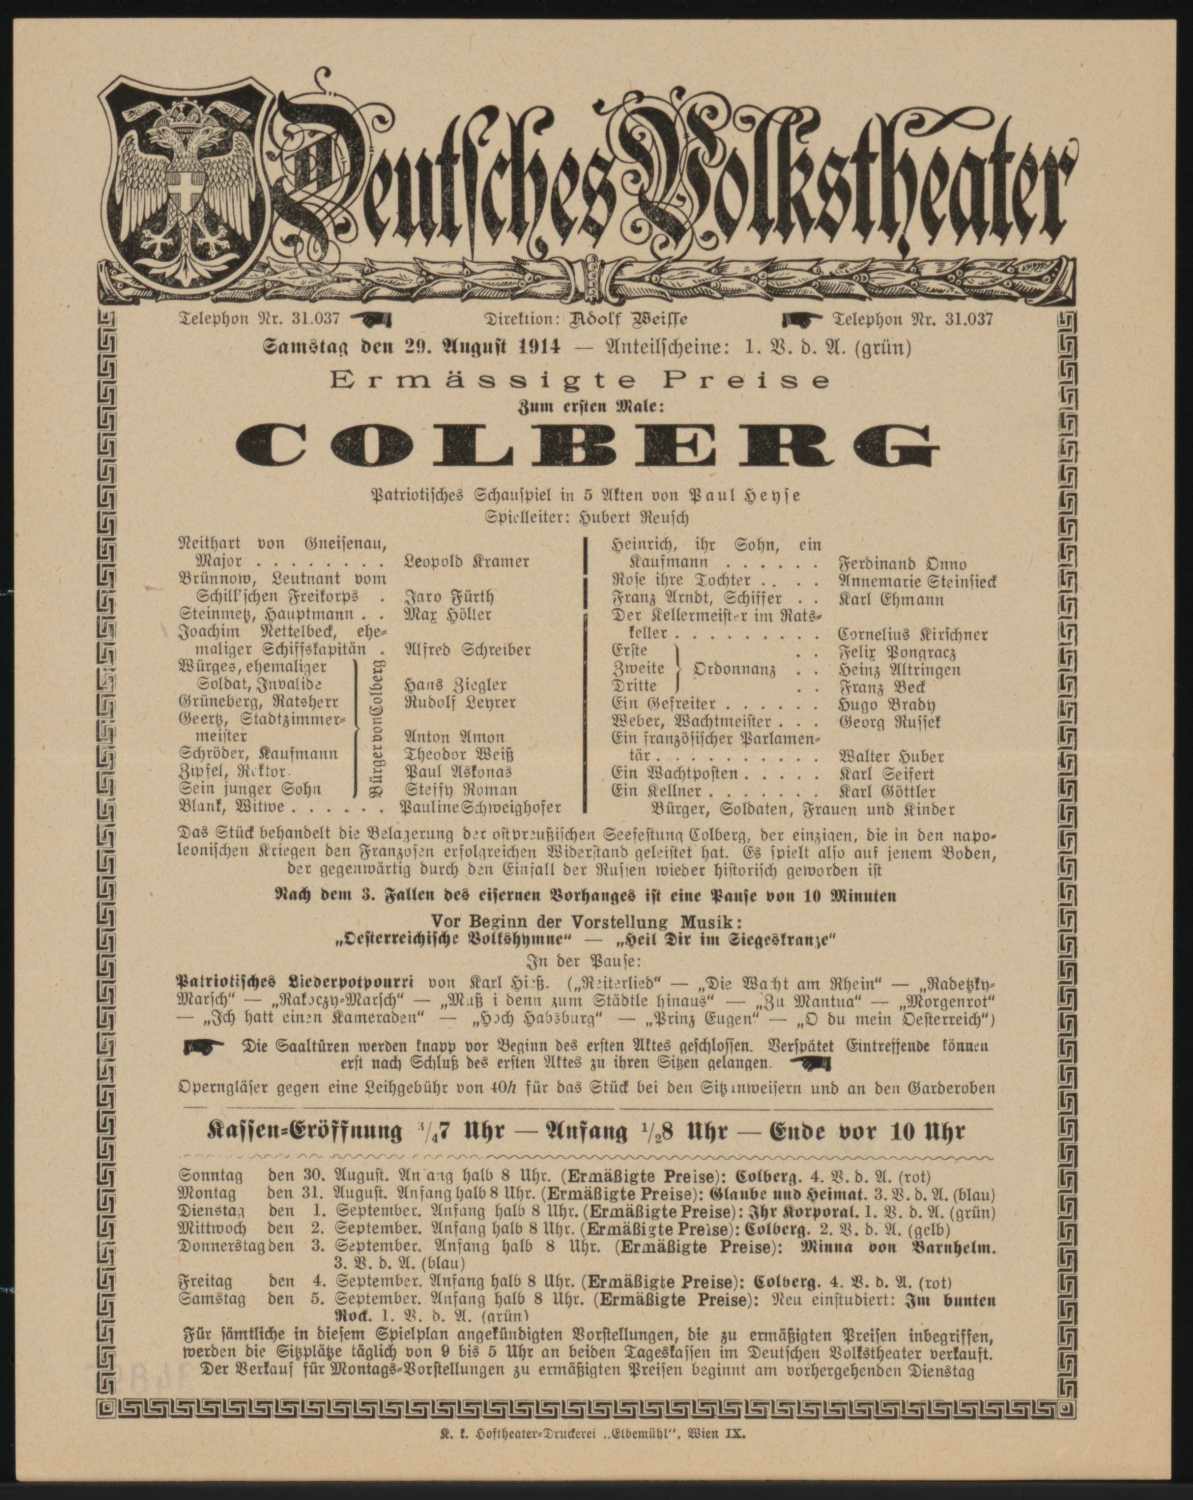 Deutsches Volkstheater
Telephon Nr. 31.037 Direktion: Adolf Weisse Telephon Nr. 31.037
Samstag den 29. August 1914 — Anteilscheine: 1. V. d. A. (grün)
Ermässigte Preise
Zum ersten Male:
COLBERG
Patriotisches Schauspiel in 5 Akten von Paul Heyse
Spielleiter: Hubert Reusch
Neithart von Gneisenau,
Major . . . . . . . . Leopold Kramer
Brünnow, Leutnant vom
Schill'schen Freikorps . Jaro Fürth
Steinmetz, Hauptmann . . Max Höller
Joachim Nettelbeck, ehe-
maliger Schiffskapitän . Alfred Schreiber
Würges, ehemaliger
Soldat, Invalide Hans Ziegler
Grüneberg, Ratsherr Rudolf Leyrer
Geertz, Stadtzimmer-
meister Anton Amon
Schröder, Kaufmann Theodor Weiß
Zipfel, Rektor Paul Askonas
Sein junger Sohn Steffy Roman
Bürger von Colberg
Blank, Witwe . . . . . . Pauline Schweighofer
Heinrich, ihr Sohn, ein
Kaufmann . . . . . . Ferdinand Onno
Rose ihre Tochter . . . . Annemarie Steinsieck
Franz Arndt, Schiffer . . Karl Ehmann
Der Kellermeister im Rats-
keller . . . . . . . . . Cornelius Kirschner
Erste . . Felix Pongracz
Zweite Ordonnanz . . Heinz Altringen
Dritte . . Franz Beck
Ein Gefreiter . . . . . . Hugo Brady
Weber, Wachtmeister . . . Georg Russek
Ein französischer Parlamen-
tär . . . . . . . . . . Walter Huber
Ein Wachtposten . . . . . Karl Seifert
Ein Kellner . . . . . . . Karl Göttler
Bürger, Soldaten, Frauen und Kinder
Das Stück behandelt die Belagerung der ostpreußischen Seefestung Colberg, der einzigen, die in den napo-
leonischen Kriegen den Franzosen erfolgreichen Widerstand geleistet hat. Es spielt also auf jenem Boden,
der gegenwärtig durch den Einfall der Russen wieder historisch geworden ist
Nach dem 3. Fallen des eisernen Vorhanges ist eine Pause von 10 Minuten
Vor Beginn der Vorstellung Musik:
„Oesterreichische Volkshymne“ — „Heil Dir im Siegeskranze“
In der Pause:
Patriotisches Liederpotpourri von Karl Hieß. („Reiterlied“ — „Die Wacht am Rhein“ — „Radetzky-
Marsch“ — „Rakoczy-Marsch“ — „Muß i denn zum Städtle hinaus“ — „Zu Mantua“ — „Morgenrot“
— „Ich hatt einen Kameraden“ — „Hoch Habsburg“ — „Prinz Eugen“ — „O du mein Oesterreich“)
Die Saaltüren werden knapp vor Beginn des ersten Aktes geschlossen. Verspätet Eintreffende können
erst nach Schluß des ersten Aktes zu ihren Sitzen gelangen.
Operngläser gegen eine Leihgebühr von 40h für das Stück bei den Sitzanweisern und an den Garderoben
Kassen-Eröffnung 3/47 Uhr — Anfang 1/28 Uhr — Ende vor 10 Uhr
Sonntag den 30. August. Anfang halb 8 Uhr. (Ermäßigte Preise): Colberg. 4. V. d. A. (rot)
Montag den 31. August. Anfang halb 8 Uhr. (Ermäßigte Preise): Glaube und Heimat. 3. V. d. A. (blau)
Dienstag den 1. September. Anfang halb 8 Uhr. (Ermäßigte Preise): Ihr Korporal. 1. V. d. A. (grün)
Mittwoch den 2. September. Anfang halb 8 Uhr. (Ermäßigte Preise): Colberg. 2. V. d. A. (gelb)
Donnerstag den 3. September. Anfang halb 8 Uhr. (Ermäßigte Preise): Minna von Barnhelm.
3. V. d. A. (blau)
Freitag den 4. September. Anfang halb 8 Uhr. (Ermäßigte Preise): Colberg. 4. V. d. A. (rot)
Samstag den 5. September. Anfang halb 8 Uhr. (Ermäßigte Preise): Neu einstudiert: Im bunten
Rock. 1. V. d. A. (grün)
Für sämtliche in diesem Spielplan angekündigten Vorstellungen, die zu ermäßigten Preisen inbegriffen,
werden die Sitzplätze täglich von 9 bis 5 Uhr an beiden Tageskassen im Deutschen Volkstheater verkauft.
Der Verkauf für Montags-Vorstellungen zu ermäßigten Preisen beginnt am vorhergehenden Dienstag
K. k. Hoftheater-Druckerei „Elbemühl“, Wien IX.